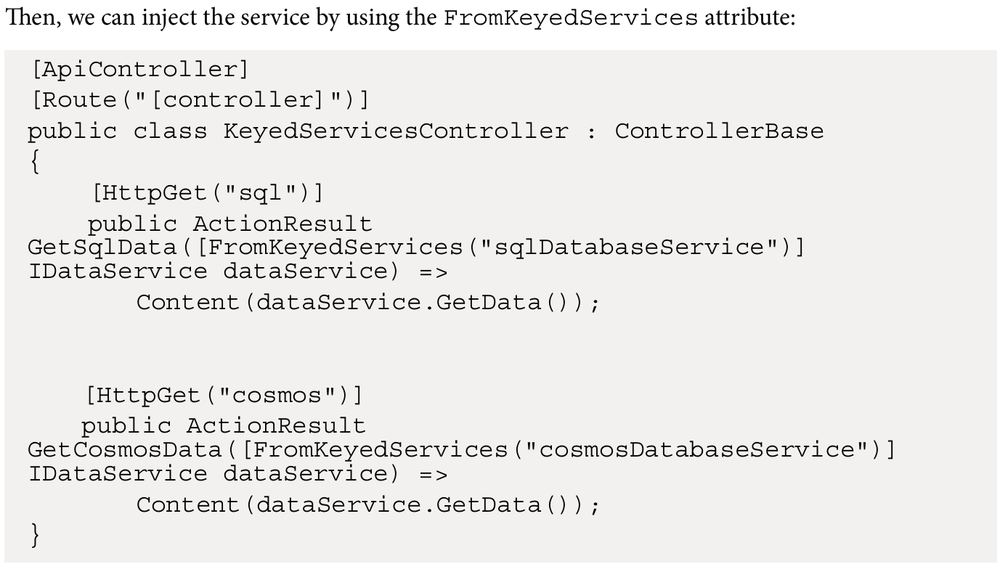 Then, we can inject the service by using the FromKeyedServices attribute:
[ApiController]
[Route("[controller]")]
public class KeyedServicesController : ControllerBase
{
    [HttpGet("sql")]
    public ActionResult
GetSqlData([FromKeyedServices("sqlDatabaseService")]
IDataService dataService) =>
        Content(dataService.GetData());
    [HttpGet("cosmos")]
    public ActionResult
GetCosmosData([FromKeyedServices("cosmosDatabaseService")]
IDataService dataService) =>
        Content(dataService.GetData());
}